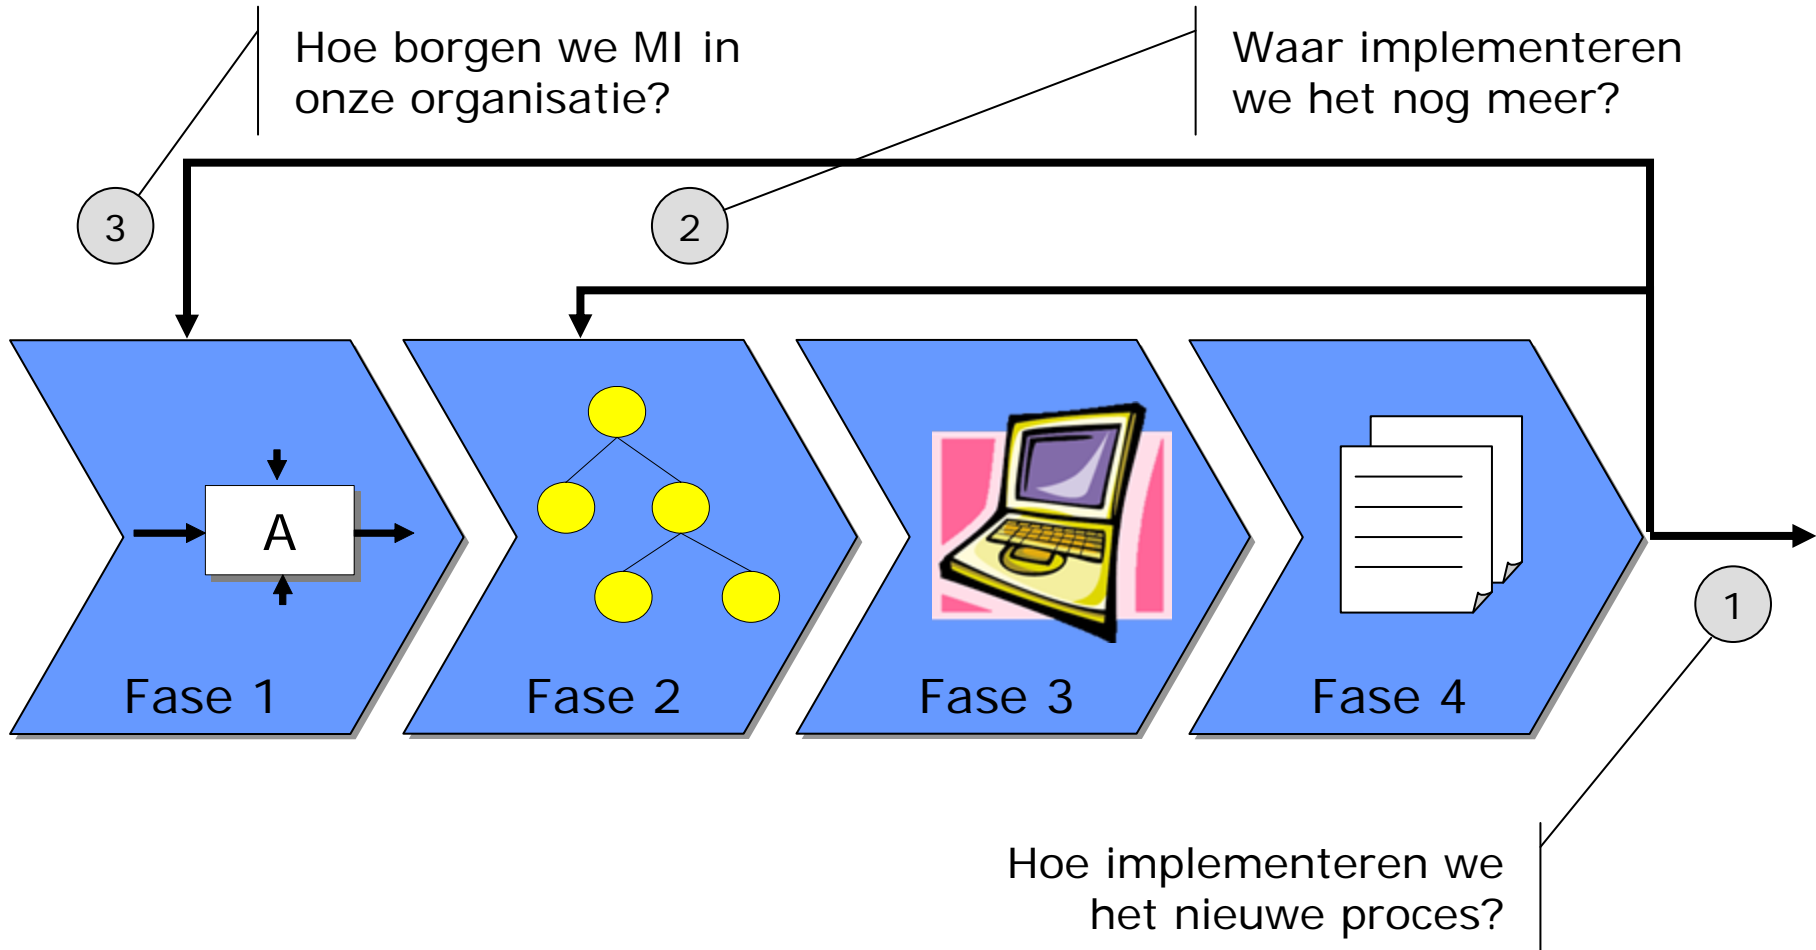 Hoe borgen we MI in
onze organisatie?
Waar implementeren
we het nog meer?
3
2
A
Fase 1
Fase 2
Fase 3
Fase 4
1
Hoe implementeren we
het nieuwe proces?